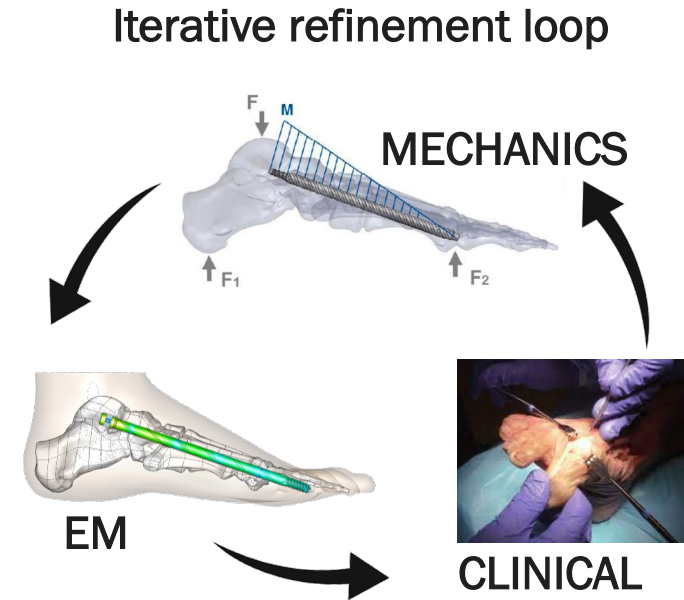 Iterative refinement loop
F
M
MECHANICS
F1
F2
EM
CLINICAL